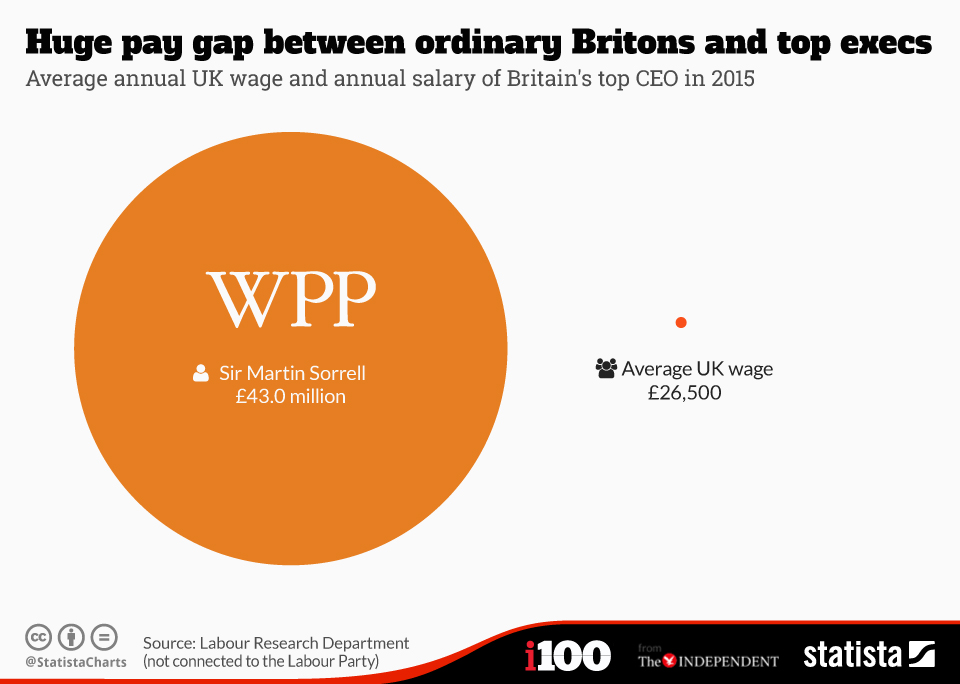 Huge pay gap between ordinary Britons and top execs
Average annual UK wage and annual salary of Britain's top CEO in 2015
WPP
Sir Martin Sorrell
£43.0 million
Average UK wage
£26,500
cc
@StatistaCharts
Source: Labour Research Department
(not connected to the Labour Party)
i100
from
The INDEPENDENT
statista